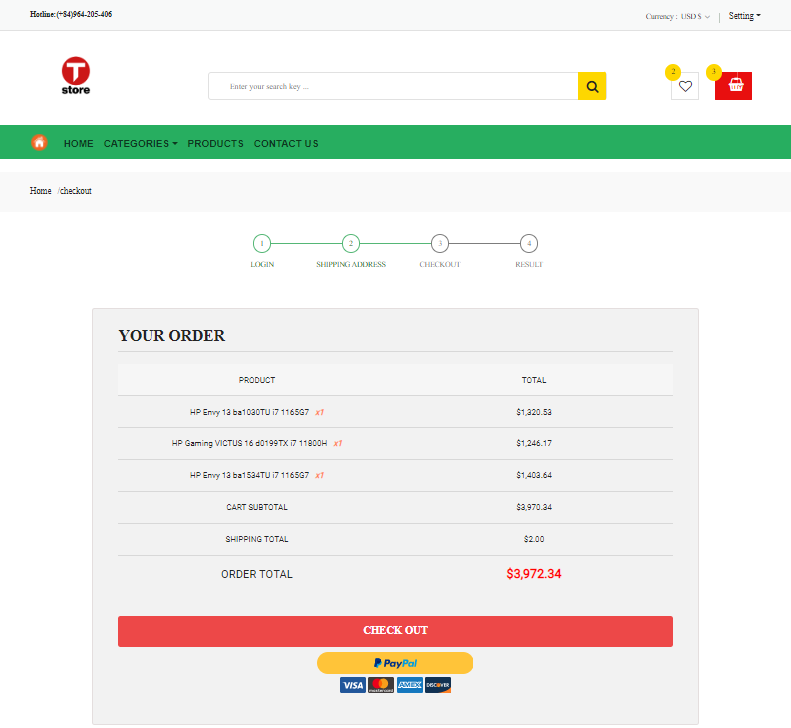 Hotline:(+84)964-205-406
Currency : USD $
Setting
T
store
Enter your search key ...
2
3
HOME CATEGORIES PRODUCTS CONTACT US
Home /checkout
1 2 3 4
LOGIN SHIPPING ADDRESS CHECKOUT RESULT
YOUR ORDER
PRODUCT TOTAL
HP Envy 13 ba1030TU i7 1165G7 x1 $1,320.53
HP Gaming VICTUS 16 d0199TX i7 11800H x1 $1,246.17
HP Envy 13 ba1534TU i7 1165G7 x1 $1,403.64
CART SUBTOTAL $3,970.34
SHIPPING TOTAL $2.00
ORDER TOTAL $3,972.34
CHECK OUT
PayPal
VISA mastercard AMEX DISCOVER